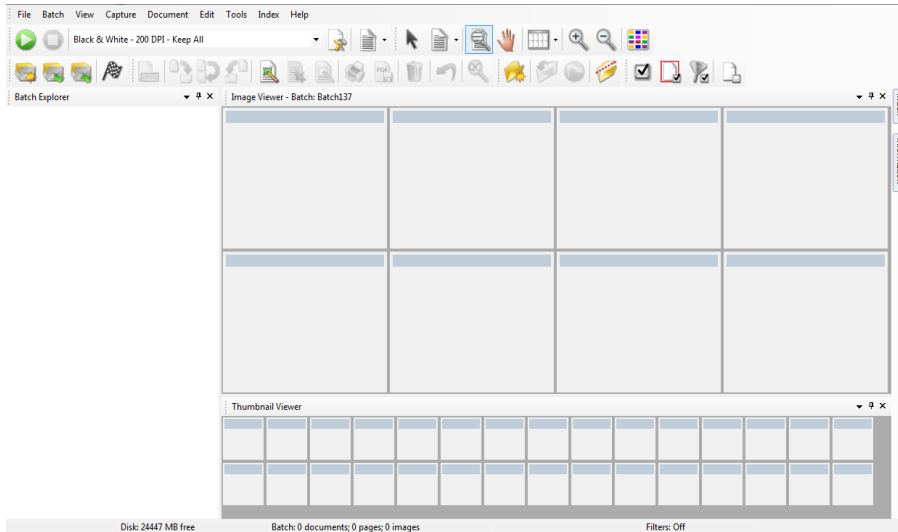 File Batch View Capture Document Edit Tools Index Help
Black & White - 200 DPI - Keep All
PDF
Batch Explorer
Image Viewer - Batch: Batch137
Thumbnail Viewer
Disk: 24447 MB free
Batch: 0 documents; 0 pages; 0 images
Filters: Off